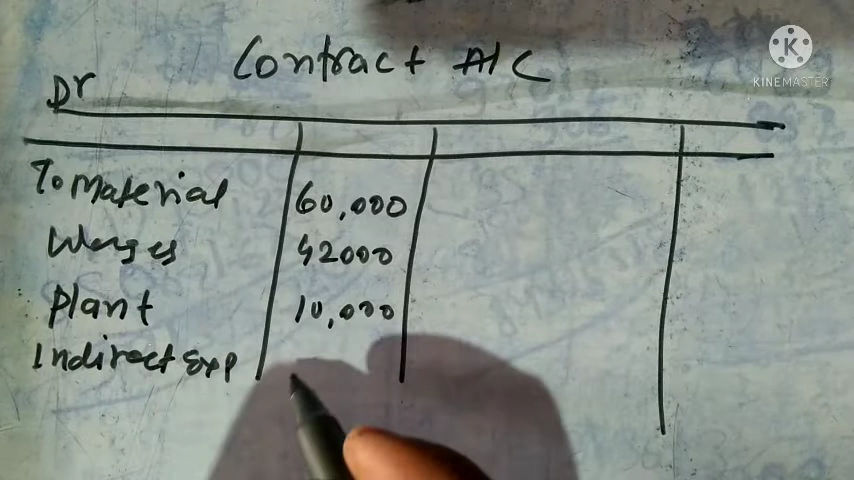 Contract A/C
Dr
To Material 60,000
Wages 42000
Plant 10,000
Indirect Exp
K
KINEMASTER